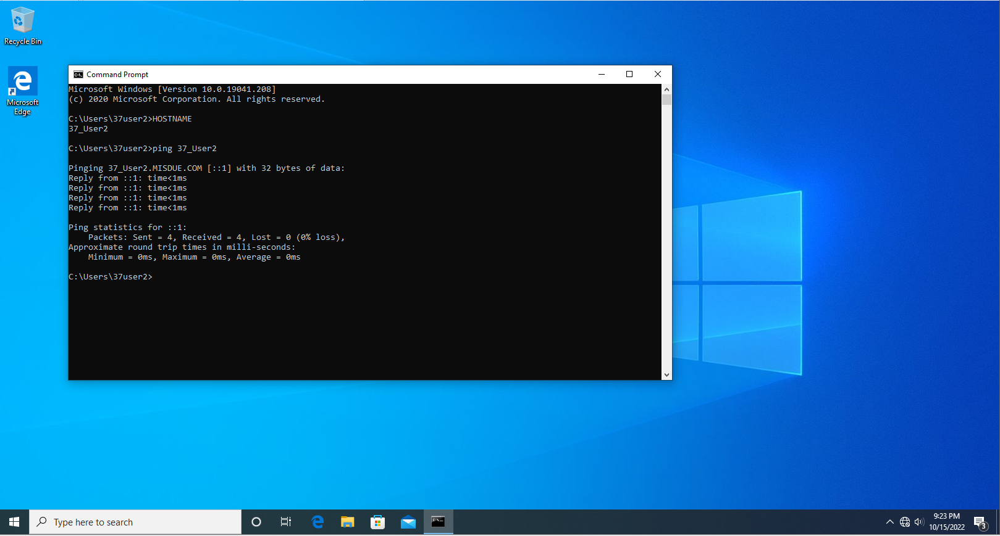 Recycle Bin
Microsoft
Edge
Command Prompt
Microsoft Windows [Version 10.0.19041.208]
(c) 2020 Microsoft Corporation. All rights reserved.
C:\Users\37user2>HOSTNAME
37_User2
C:\Users\37user2>ping 37_User2
Pinging 37_User2.MISDUE.COM [::1] with 32 bytes of data:
Reply from ::1: time<1ms
Reply from ::1: time<1ms
Reply from ::1: time<1ms
Reply from ::1: time<1ms
Ping statistics for ::1:
    Packets: Sent = 4, Received = 4, Lost = 0 (0% loss),
Approximate round trip times in milli-seconds:
    Minimum = 0ms, Maximum = 0ms, Average = 0ms
C:\Users\37user2>
Type here to search
9:23 PM
10/15/2022
3